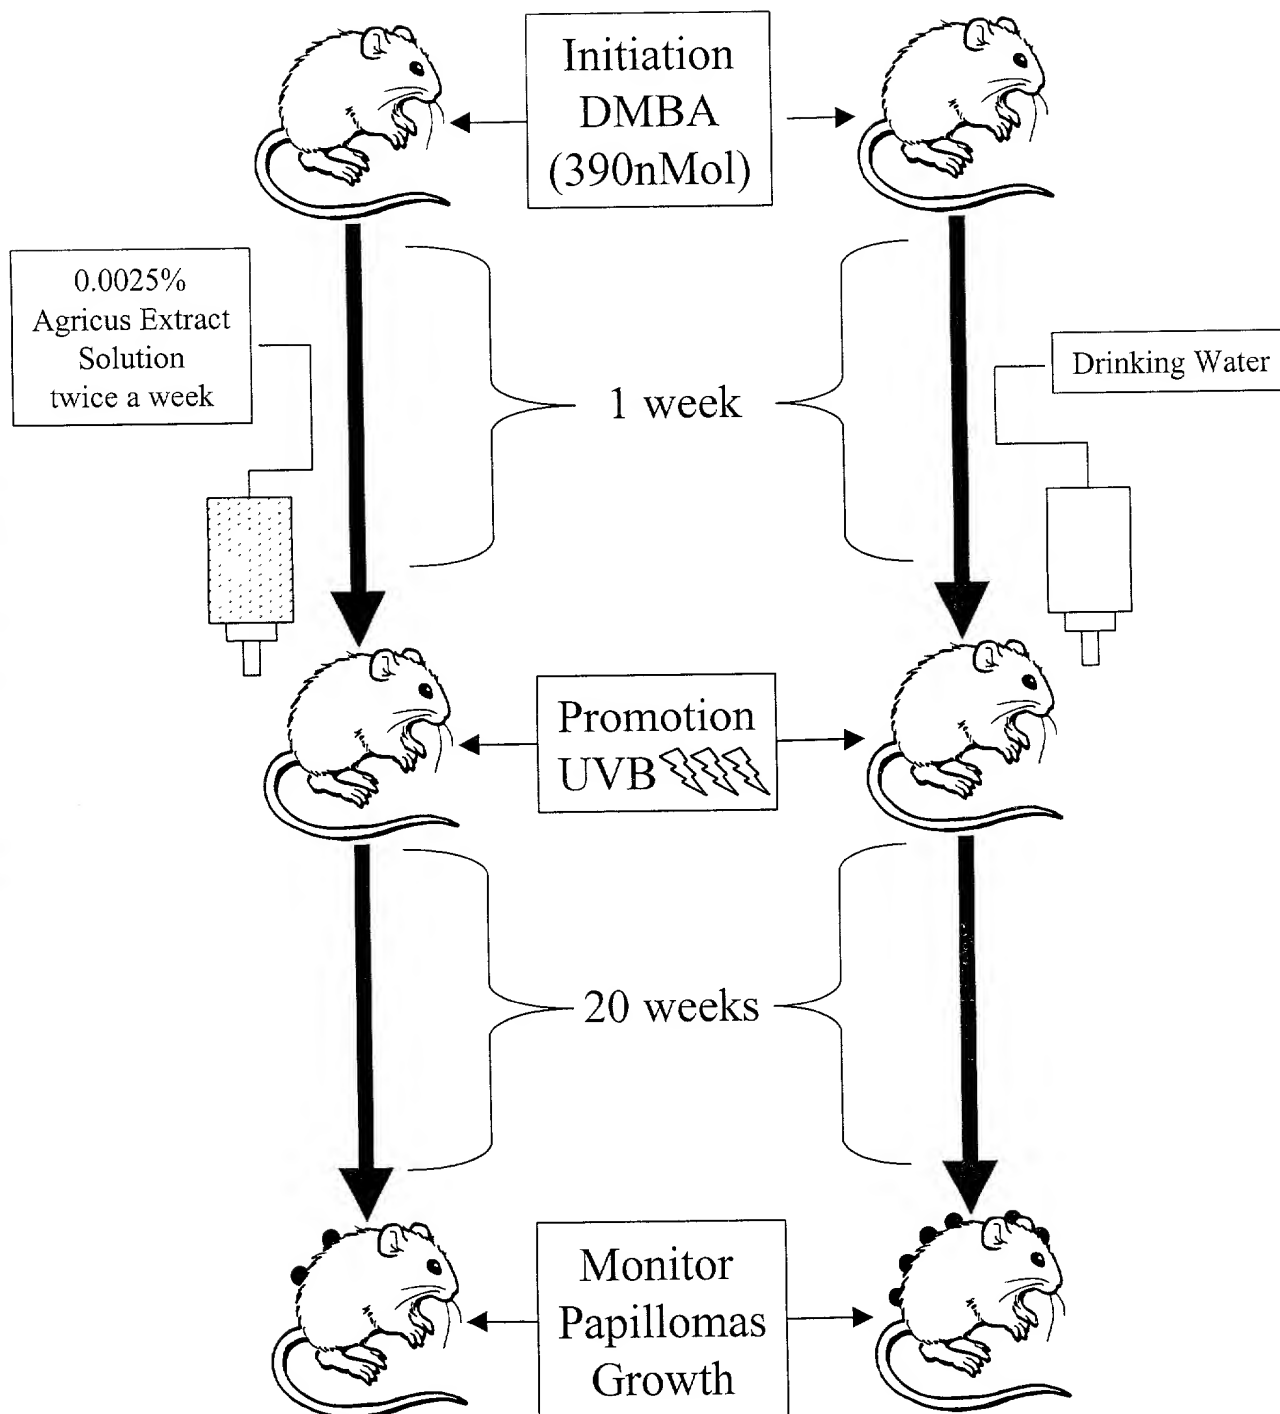 Initiation
DMBA
(390nMol)
0.0025%
Agricus Extract
Solution
twice a week
1 week
Drinking Water
Promotion
UVB
20 weeks
Monitor
Papillomas
Growth